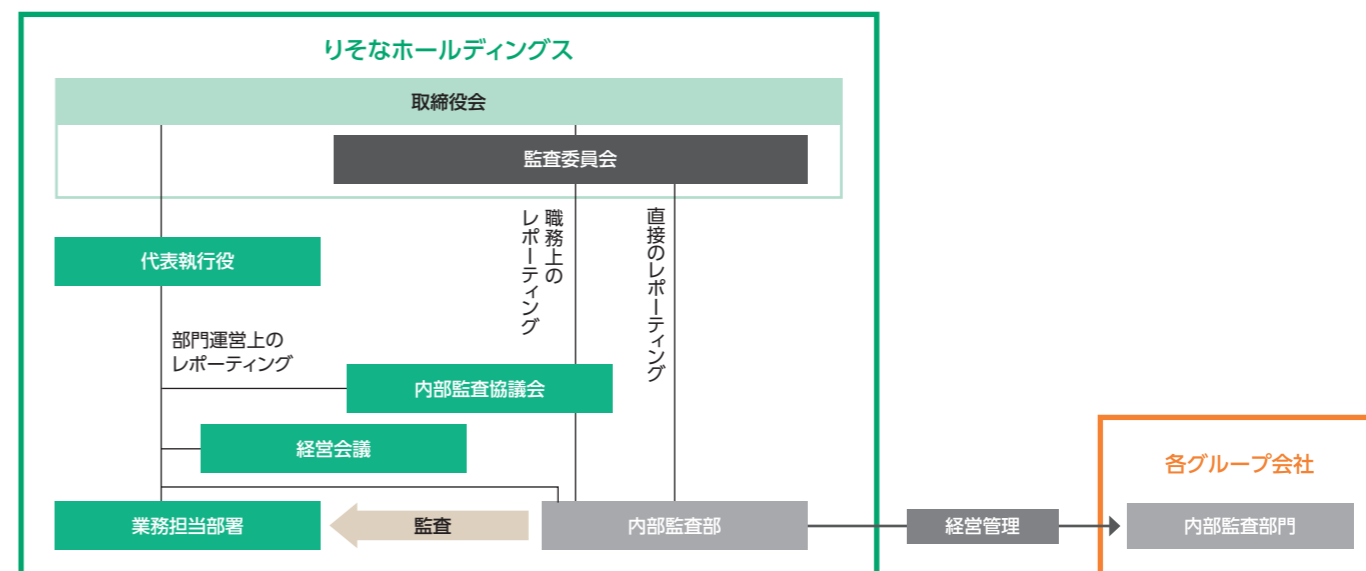 りそなホールディングス
取締役会
監査委員会
職務上の
レポーティング
直接のレポーティング
代表執行役
部門運営上の
レポーティング
内部監査協議会
経営会議
各グループ会社
業務担当部署
監査
内部監査部
経営管理
内部監査部門